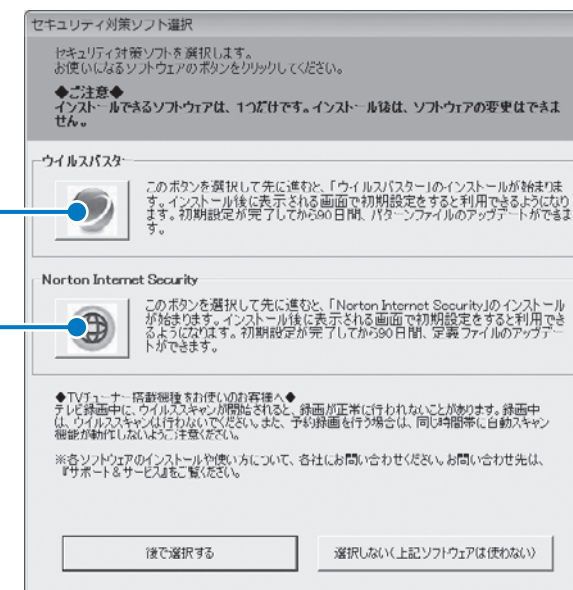 セキュリティ対策ソフト選択
セキュリティ対策ソフトを選択します。
お使いになるソフトウェアのボタンをクリックしてください。
◆ご注意◆
インストールできるソフトウェアは、1つだけです。インストール後は、ソフトウェアの変更はできま
せん。
ウイルスバスター
このボタンを選択して先に進むと、「ウイルスバスター」のインストールが始まりま
す。インストール後に表示される画面で初期設定をすると利用できるようになり
ます。初期設定が完了してから90日間、パターンファイルのアップデートができま
す。
Norton Internet Security
このボタンを選択して先に進むと、「Norton Internet Security」のインストール
が始まります。インストール後に表示される画面で初期設定をすると利用でき
るようになります。初期設定が完了してから90日間、定義ファイルのアップデー
トができます。
◆TVチューナー搭載機種をお使いのお客様へ◆
テレビ録画中に、ウイルススキャンが開始されると、録画が正常に行われないことがあります。録画中
は、ウイルススキャンは行わないでください。また、予約録画を行う場合は、同じ時間帯に自動スキャン
機能が動作しないようご注意ください。
※各ソフトウェアのインストールや使い方について、各社にお問い合わせください。お問い合わせ先は、
『サポート&サービス』をご覧ください。
後で選択する
選択しない(上記ソフトウェアは使わない)